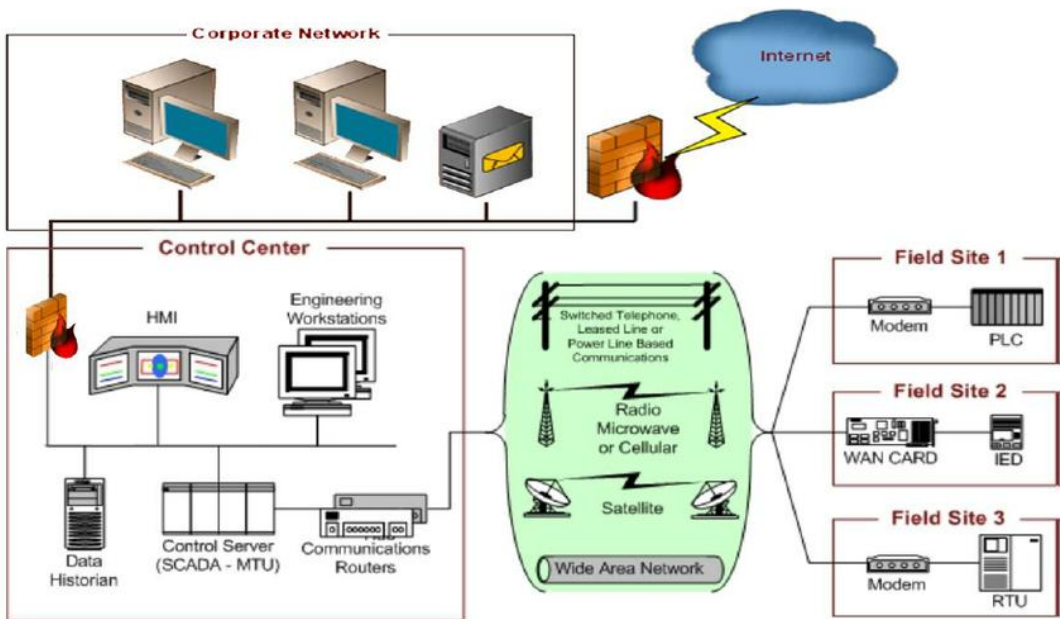 Corporate Network
Internet
Control Center
HMI
Engineering
Workstations
Data
Historian
Control Server
(SCADA - MTU)
Communications
Routers
Switched Telephone,
Leased Line or
Power Line Based
Communications
Radio
Microwave
or Cellular
Satellite
Wide Area Network
Field Site 1
Modem
PLC
Field Site 2
WAN CARD
IED
Field Site 3
Modem
RTU